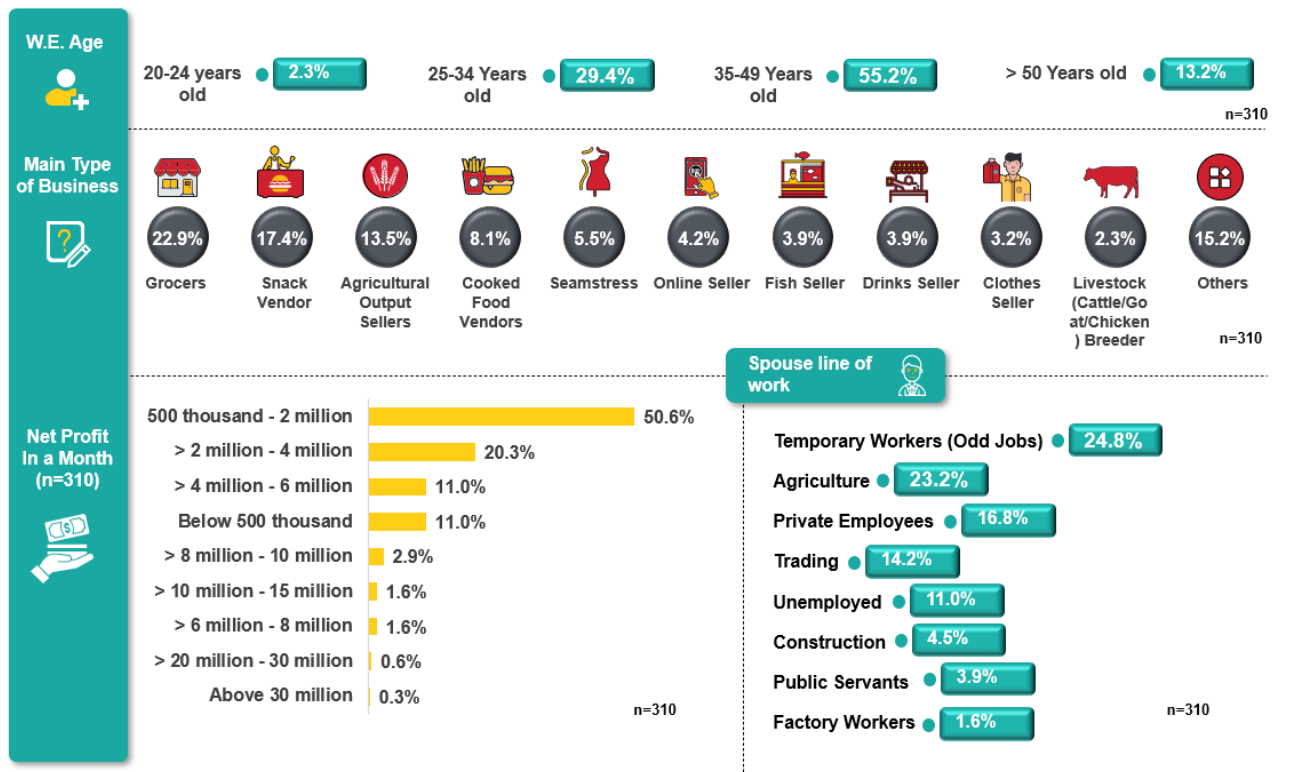 W.E. Age
20-24 years
old
2.3%
25-34 Years
old
29.4%
35-49 Years
old
55.2%
> 50 Years old
13.2%
n=310
Main Type
of Business
22.9%
17.4%
13.5%
8.1%
5.5%
4.2%
3.9%
3.9%
3.2%
2.3%
15.2%
Grocers
Snack
Vendor
Agricultural
Output
Sellers
Cooked
Food
Vendors
Seamstress
Online Seller
Fish Seller
Drinks Seller
Clothes
Seller
Livestock
(Cattle/Go
at/Chicken
) Breeder
Others
n=310
Net Profit
In a Month
(n=310)
500 thousand - 2 million 50.6%
> 2 million - 4 million 20.3%
> 4 million - 6 million 11.0%
Below 500 thousand 11.0%
> 8 million - 10 million 2.9%
> 10 million - 15 million 1.6%
> 6 million - 8 million 1.6%
> 20 million - 30 million 0.6%
Above 30 million 0.3%
n=310
Spouse line of
work
Temporary Workers (Odd Jobs) 24.8%
Agriculture 23.2%
Private Employees 16.8%
Trading 14.2%
Unemployed 11.0%
Construction 4.5%
Public Servants 3.9%
Factory Workers 1.6%
n=310